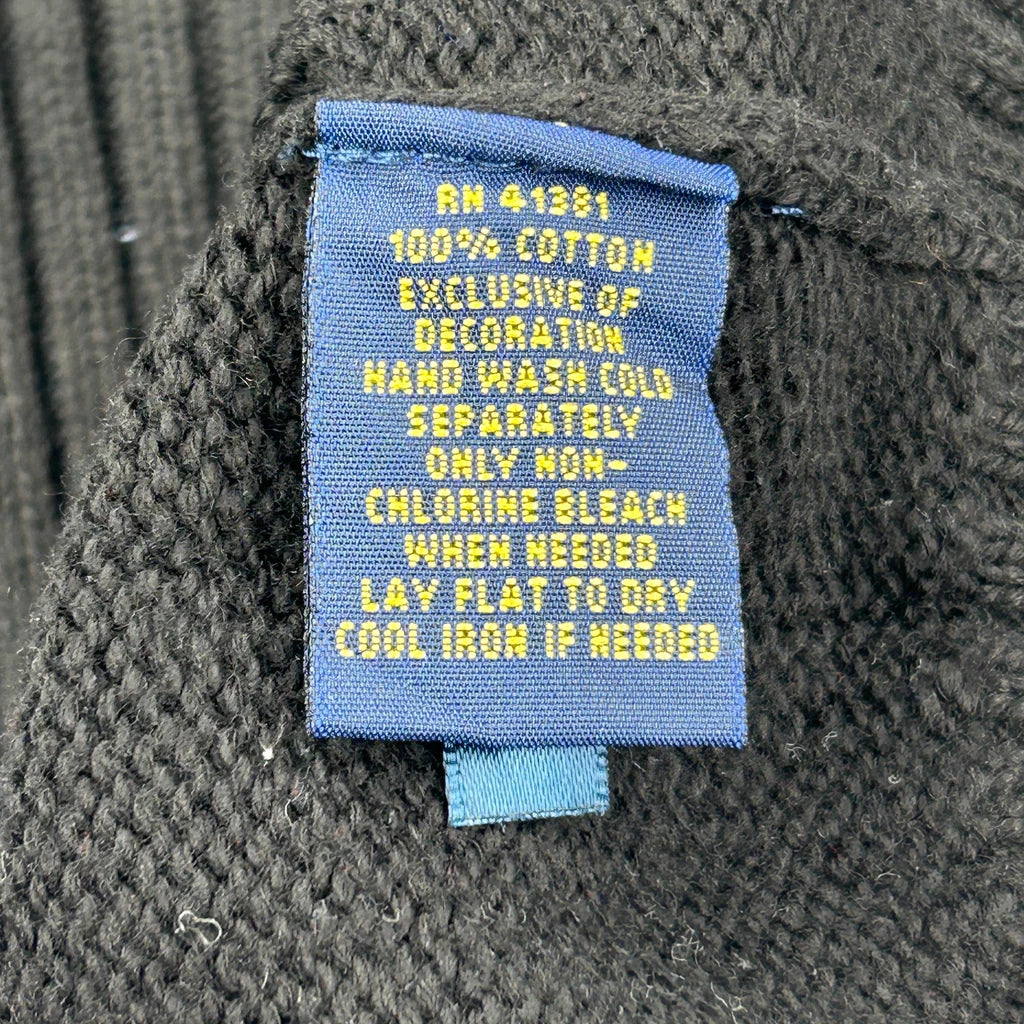 RN 41381
100% COTTON
EXCLUSIVE OF
DECORATION
HAND WASH COLD
SEPARATELY
ONLY NON-
CHLORINE BLEACH
WHEN NEEDED
LAY FLAT TO DRY
COOL IRON IF NEEDED